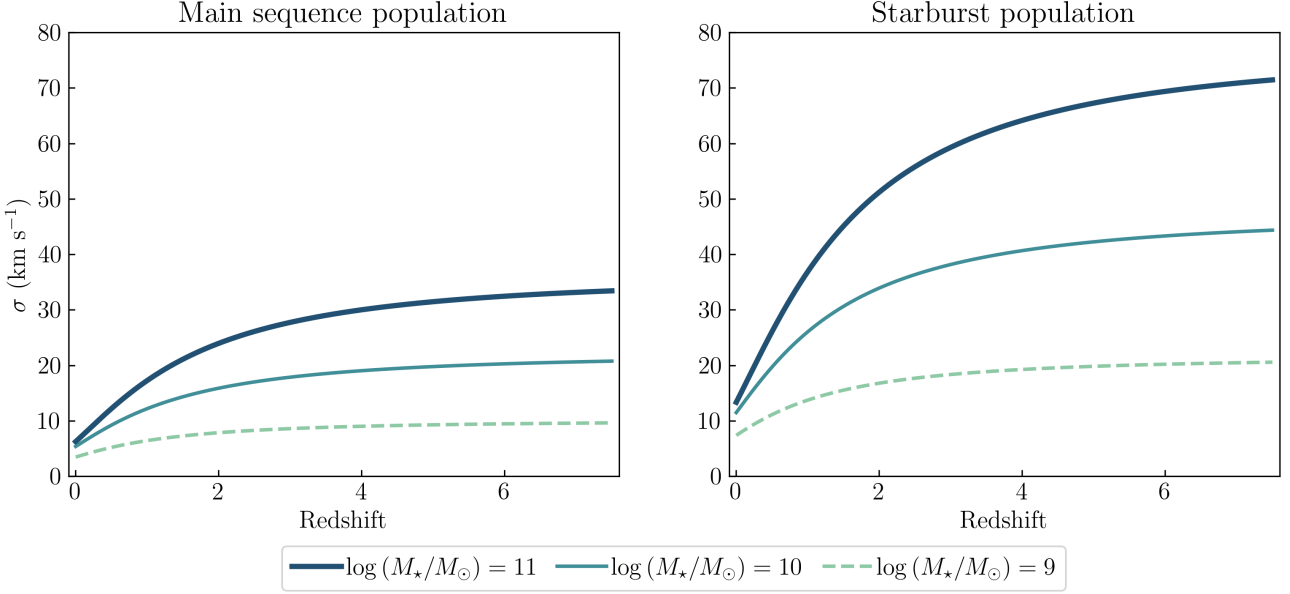 Main sequence population
Starburst population
80
70
60
50
40
30
20
10
0
σ (km s⁻¹)
0 2 4 6
Redshift
80
70
60
50
40
30
20
10
0
0 2 4 6
Redshift
log (M⋆/M⊙) = 11 log (M⋆/M⊙) = 10 log (M⋆/M⊙) = 9